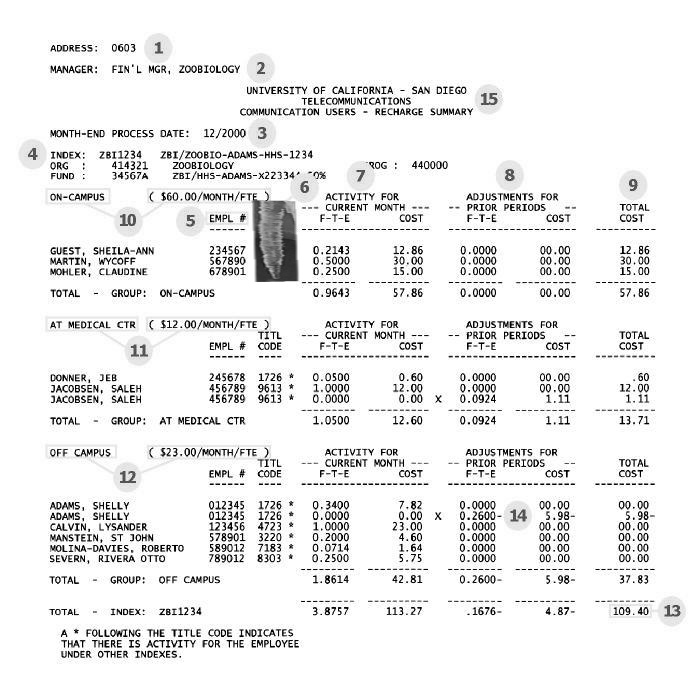 ADDRESS: 0603 1
MANAGER: FIN'L MGR, ZOOBIOLOGY 2
UNIVERSITY OF CALIFORNIA - SAN DIEGO
TELECOMMUNICATIONS 15
COMMUNICATION USERS - RECHARGE SUMMARY
MONTH-END PROCESS DATE: 12/2000 3
4 INDEX: ZBI1234 ZBI/ZOOBIO-ADAMS-HHS-1234
ORG : 414321 ZOOBIOLOGY ROG : 440000
FUND : 34567A ZBI/HHS-ADAMS-X22334 50%
6 7 8 9
ON-CAMPUS ( $60.00/MONTH/FTE ) ACTIVITY FOR ADJUSTMENTS FOR
--- CURRENT MONTH --- -- PRIOR PERIODS -- TOTAL
10 5 EMPL # F-T-E COST F-T-E COST COST
GUEST, SHEILA-ANN 234567 0.2143 12.86 0.0000 00.00 12.86
MARTIN, WYCOFF 567890 0.5000 30.00 0.0000 00.00 30.00
MOHLER, CLAUDINE 678901 0.2500 15.00 0.0000 00.00 15.00
TOTAL - GROUP: ON-CAMPUS 0.9643 57.86 0.0000 00.00 57.86
AT MEDICAL CTR ( $12.00/MONTH/FTE ) ACTIVITY FOR ADJUSTMENTS FOR
11 TITL --- CURRENT MONTH --- -- PRIOR PERIODS -- TOTAL
EMPL # CODE F-T-E COST F-T-E COST COST
DONNER, JEB 245678 1726 * 0.0500 0.60 0.0000 00.00 .60
JACOBSEN, SALEH 456789 9613 * 1.0000 12.00 0.0000 00.00 12.00
JACOBSEN, SALEH 456789 9613 * 0.0000 0.00 X 0.0924 1.11 1.11
TOTAL - GROUP: AT MEDICAL CTR 1.0500 12.60 0.0924 1.11 13.71
OFF CAMPUS ( $23.00/MONTH/FTE ) ACTIVITY FOR ADJUSTMENTS FOR
12 TITL --- CURRENT MONTH --- -- PRIOR PERIODS -- TOTAL
EMPL # CODE F-T-E COST F-T-E COST COST
ADAMS, SHELLY 012345 1726 * 0.3400 7.82 0.0000 00.00 00.00
ADAMS, SHELLY 012345 1726 * 0.0000 0.00 X 0.2600- 14 5.98- 5.98-
CALVIN, LYSANDER 123456 4723 * 1.0000 23.00 0.0000 00.00 00.00
MANSTEIN, ST JOHN 578901 3220 * 0.2000 4.60 0.0000 00.00 00.00
MOLINA-DAVIES, ROBERTO 589012 7183 * 0.0714 1.64 0.0000 00.00 00.00
SEVERN, RIVERA OTTO 789012 8303 * 0.2500 5.75 0.0000 00.00 00.00
TOTAL - GROUP: OFF CAMPUS 1.8614 42.81 0.2600- 5.98- 37.83
TOTAL - INDEX: ZBI1234 3.8757 113.27 .1676- 4.87- 109.40 13
A * FOLLOWING THE TITLE CODE INDICATES
THAT THERE IS ACTIVITY FOR THE EMPLOYEE
UNDER OTHER INDEXES.